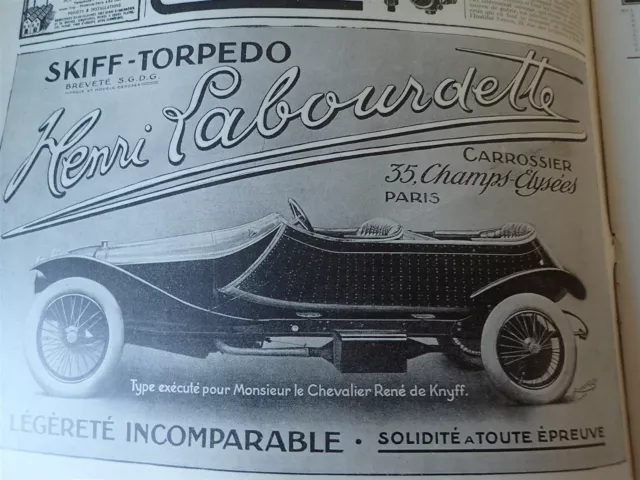 SKIFF-TORPEDO
BREVETÉ S.G.D.G.
Henri Labourdette
CARROSSIER
35, Champs-Elysées
PARIS
Type exécuté pour Monsieur le Chevalier René de Knyff.
LÉGÈRETÉ INCOMPARABLE • SOLIDITÉ A TOUTE ÉPREUVE